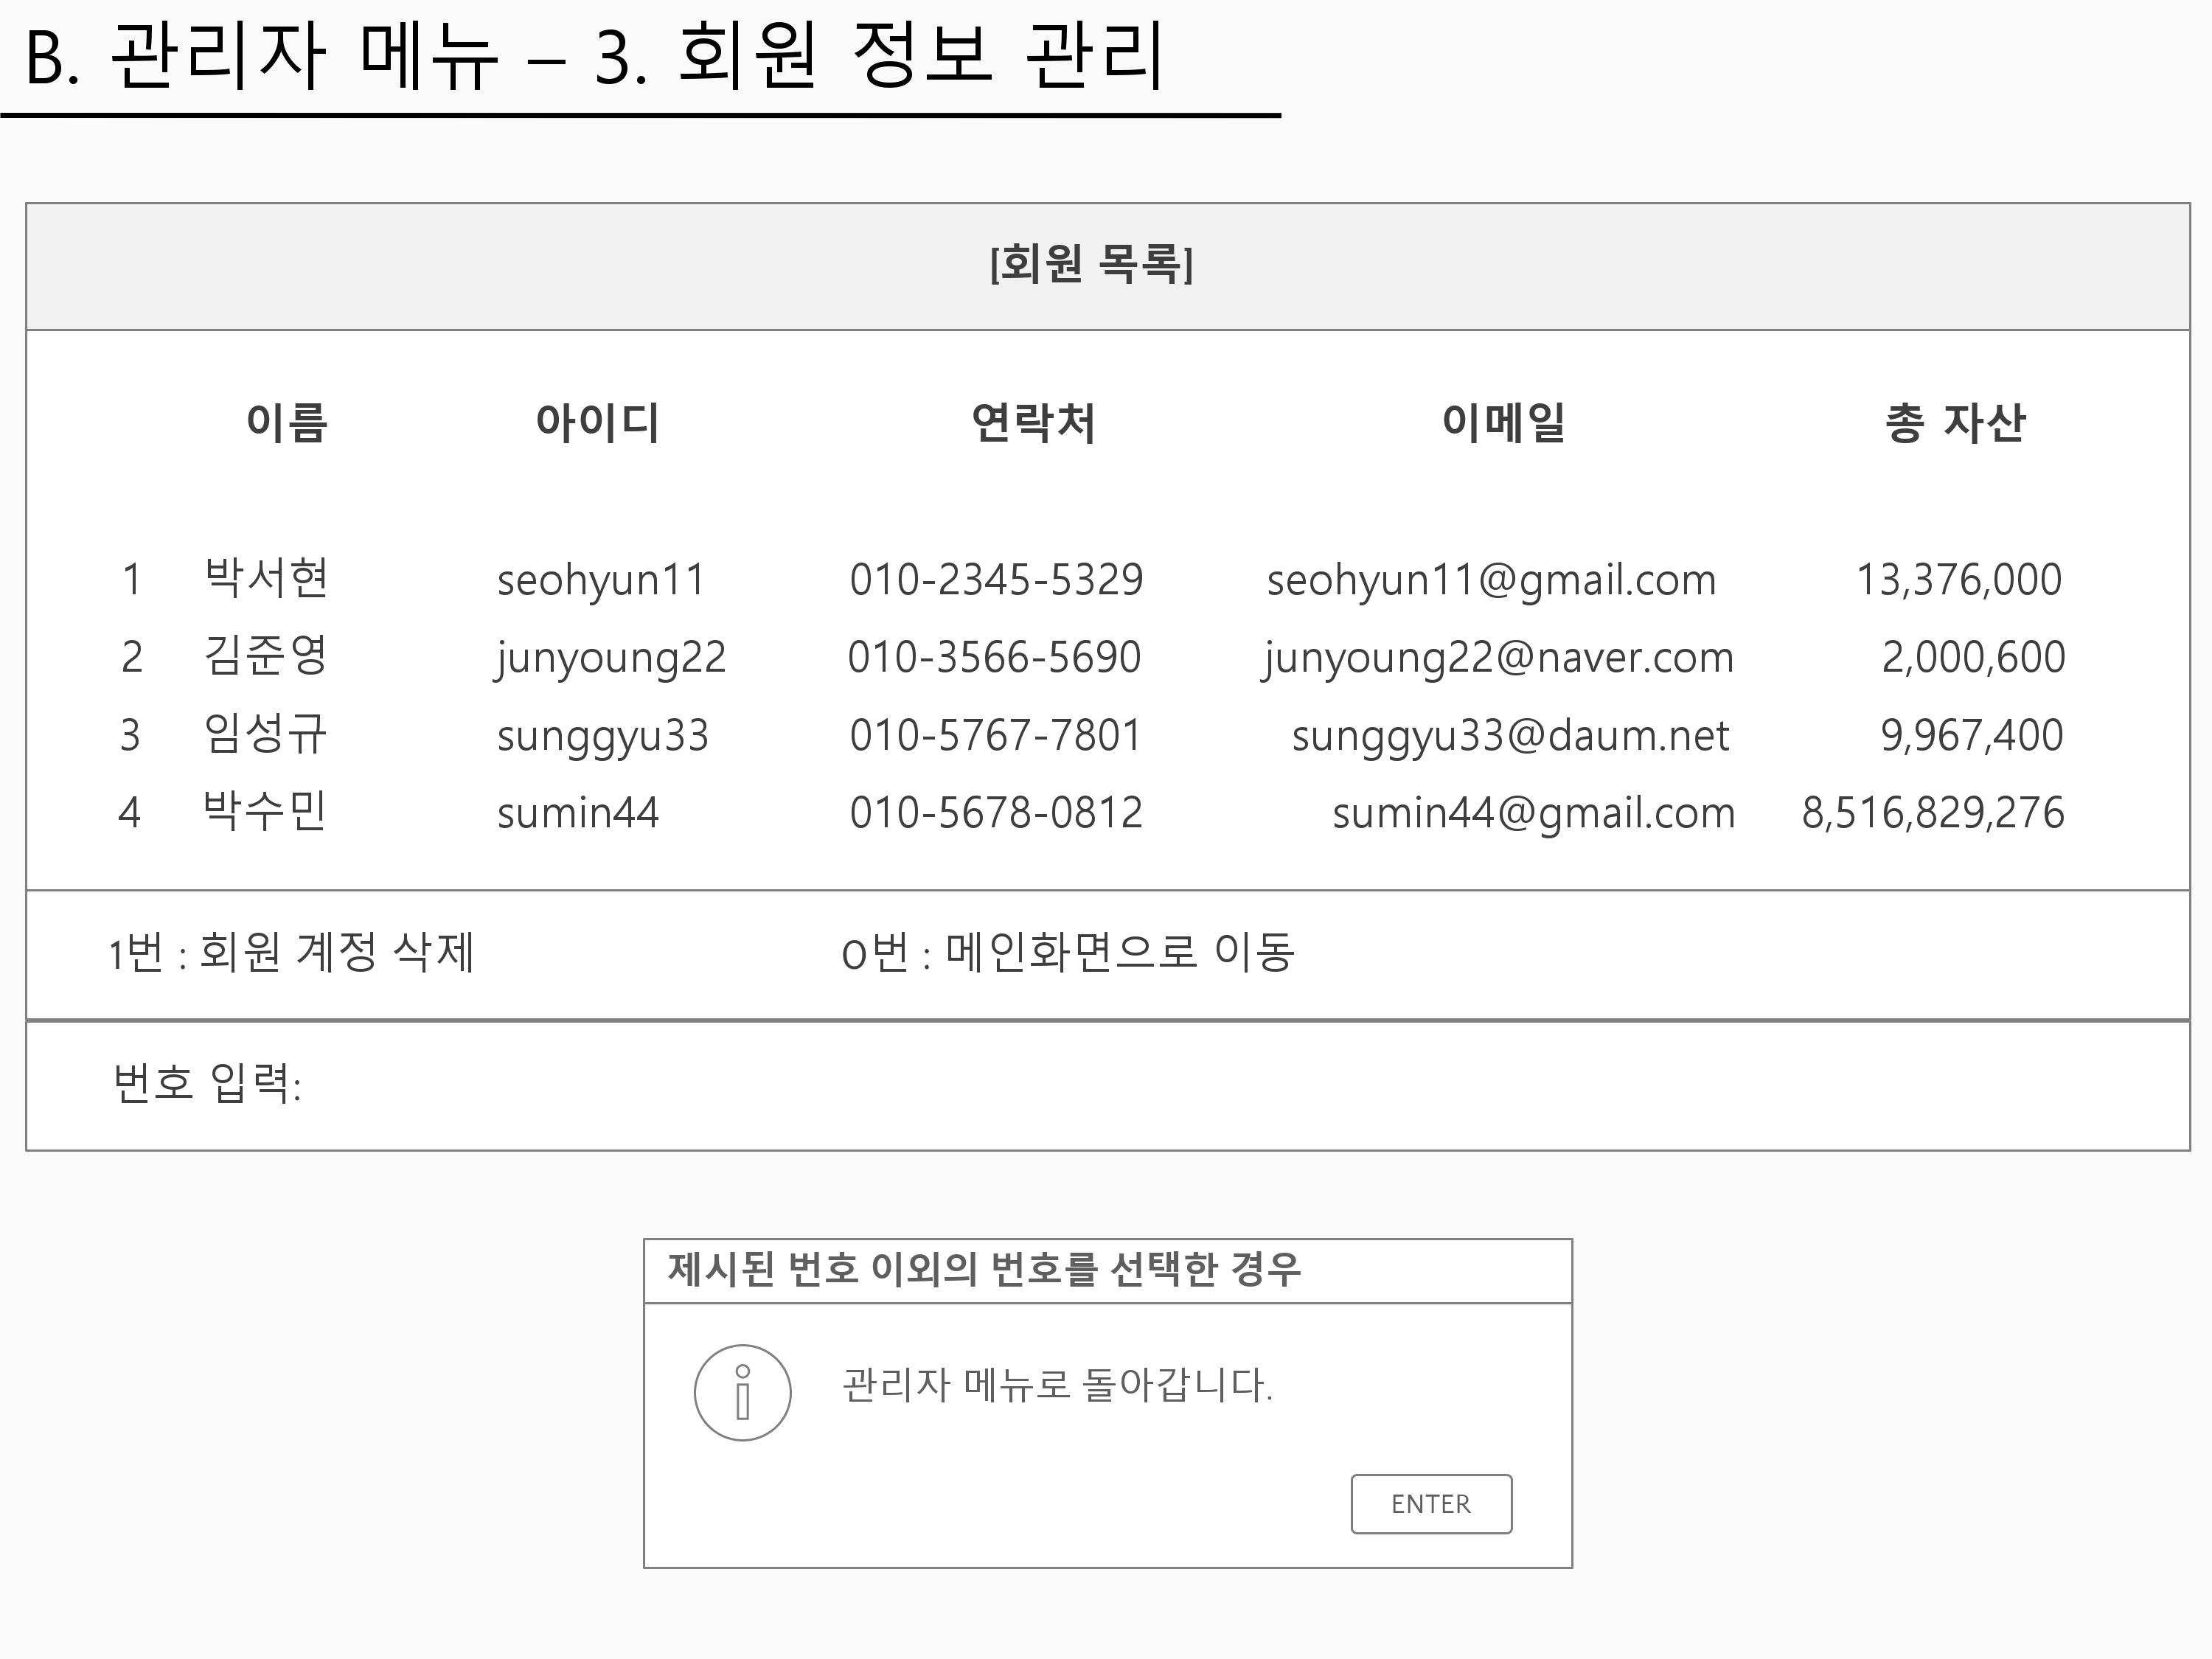 B. 관리자 메뉴 – 3. 회원 정보 관리
[회원 목록]
이름 아이디 연락처 이메일 총 자산
1 박서현 seohyun11 010-2345-5329 seohyun11@gmail.com 13,376,000
2 김준영 junyoung22 010-3566-5690 junyoung22@naver.com 2,000,600
3 임성규 sunggyu33 010-5767-7801 sunggyu33@daum.net 9,967,400
4 박수민 sumin44 010-5678-0812 sumin44@gmail.com 8,516,829,276
1번 : 회원 계정 삭제 0번 : 메인화면으로 이동
번호 입력:
제시된 번호 이외의 번호를 선택한 경우
관리자 메뉴로 돌아갑니다.
ENTER